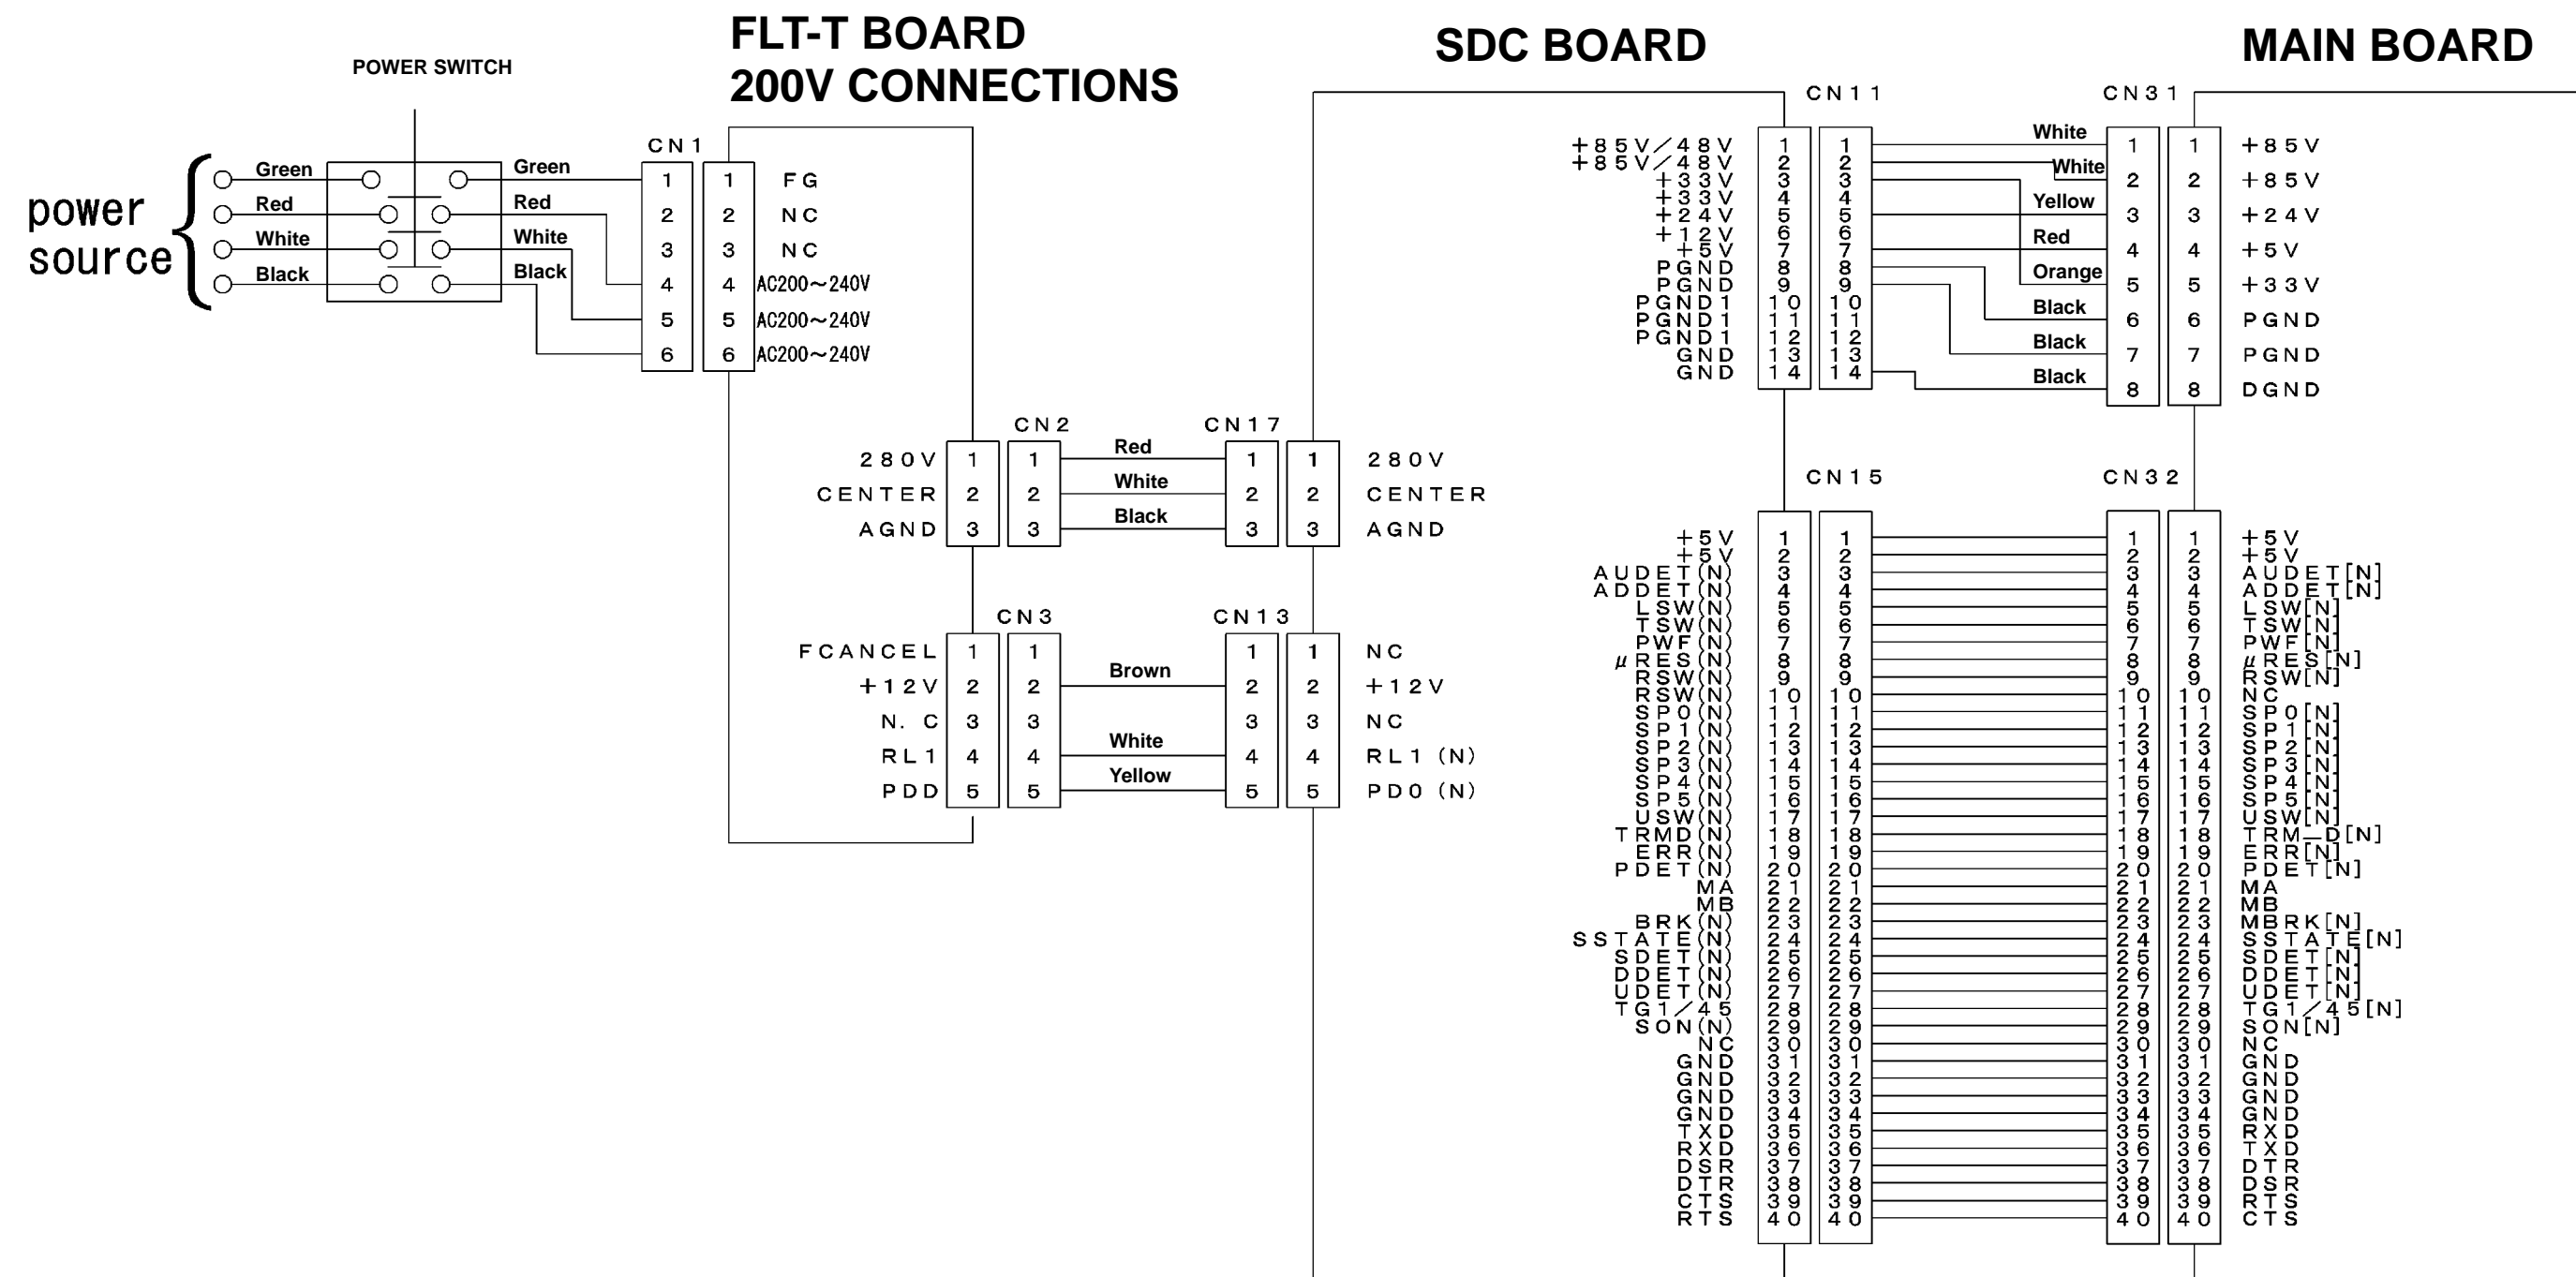 FLT-T BOARD
200V CONNECTIONS
SDC BOARD
MAIN BOARD
POWER SWITCH
power
source
Green
Red
White
Black
Green
Red
White
Black
CN1
1 1 FG
2 2 NC
3 3 NC
4 4 AC200~240V
5 5 AC200~240V
6 6 AC200~240V
CN2 CN17
280V 1 1 Red 1 1 280V
CENTER 2 2 White 2 2 CENTER
AGND 3 3 Black 3 3 AGND
CN3 CN13
FCANCEL 1 1 1 1 NC
+12V 2 2 Brown 2 2 +12V
N. C 3 3 3 3 NC
RL1 4 4 White 4 4 RL1 (N)
PDD 5 5 Yellow 5 5 PD0 (N)
CN11
+85V/48V 1 1
+85V/48V 2 2
+33V 3 3
+33V 4 4
+24V 5 5
+12V 6 6
+5V 7 7
PGND 8 8
PGND 9 9
PGND1 10 10
PGND1 11 11
PGND1 12 12
GND 13 13
GND 14 14
CN31
White 1 1 +85V
White 2 2 +85V
Yellow 3 3 +24V
Red 4 4 +5V
Orange 5 5 +33V
Black 6 6 PGND
Black 7 7 PGND
Black 8 8 DGND
CN15 CN32
+5V 1 1 1 1 +5V
+5V 2 2 2 2 +5V
AUDET(N) 3 3 3 3 AUDET[N]
ADDET(N) 4 4 4 4 ADDET[N]
LSW(N) 5 5 5 5 LSW[N]
TSW(N) 6 6 6 6 TSW[N]
PWF(N) 7 7 7 7 PWF[N]
μRES(N) 8 8 8 8 μRES[N]
RSW(N) 9 9 9 9 RSW[N]
RSW(N) 10 10 10 10 NC
SP0(N) 11 11 11 11 SP0[N]
SP1(N) 12 12 12 12 SP1[N]
SP2(N) 13 13 13 13 SP2[N]
SP3(N) 14 14 14 14 SP3[N]
SP4(N) 15 15 15 15 SP4[N]
SP5(N) 16 16 16 16 SP5[N]
USW(N) 17 17 17 17 USW[N]
TRMD(N) 18 18 18 18 TRM—D[N]
ERR(N) 19 19 19 19 ERR[N]
PDET(N) 20 20 20 20 PDET[N]
MA 21 21 21 21 MA
MB 22 22 22 22 MB
BRK(N) 23 23 23 23 MBRK[N]
SSTATE(N) 24 24 24 24 SSTATE[N]
SDET(N) 25 25 25 25 SDET[N]
DDET(N) 26 26 26 26 DDET[N]
UDET(N) 27 27 27 27 UDET[N]
TG1/45 28 28 28 28 TG1/45[N]
SON(N) 29 29 29 29 SON[N]
NC 30 30 30 30 NC
GND 31 31 31 31 GND
GND 32 32 32 32 GND
GND 33 33 33 33 GND
GND 34 34 34 34 GND
TXD 35 35 35 35 RXD
RXD 36 36 36 36 TXD
DSR 37 37 37 37 DTR
DTR 38 38 38 38 DSR
CTS 39 39 39 39 RTS
RTS 40 40 40 40 CTS